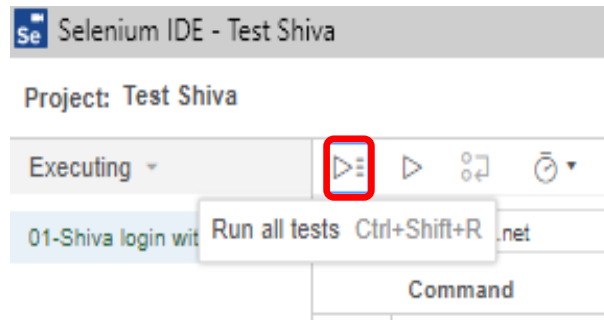 Se Selenium IDE - Test Shiva
Project: Test Shiva
Executing
01-Shiva login wit
Run all tests Ctrl+Shift+R
.net
Command